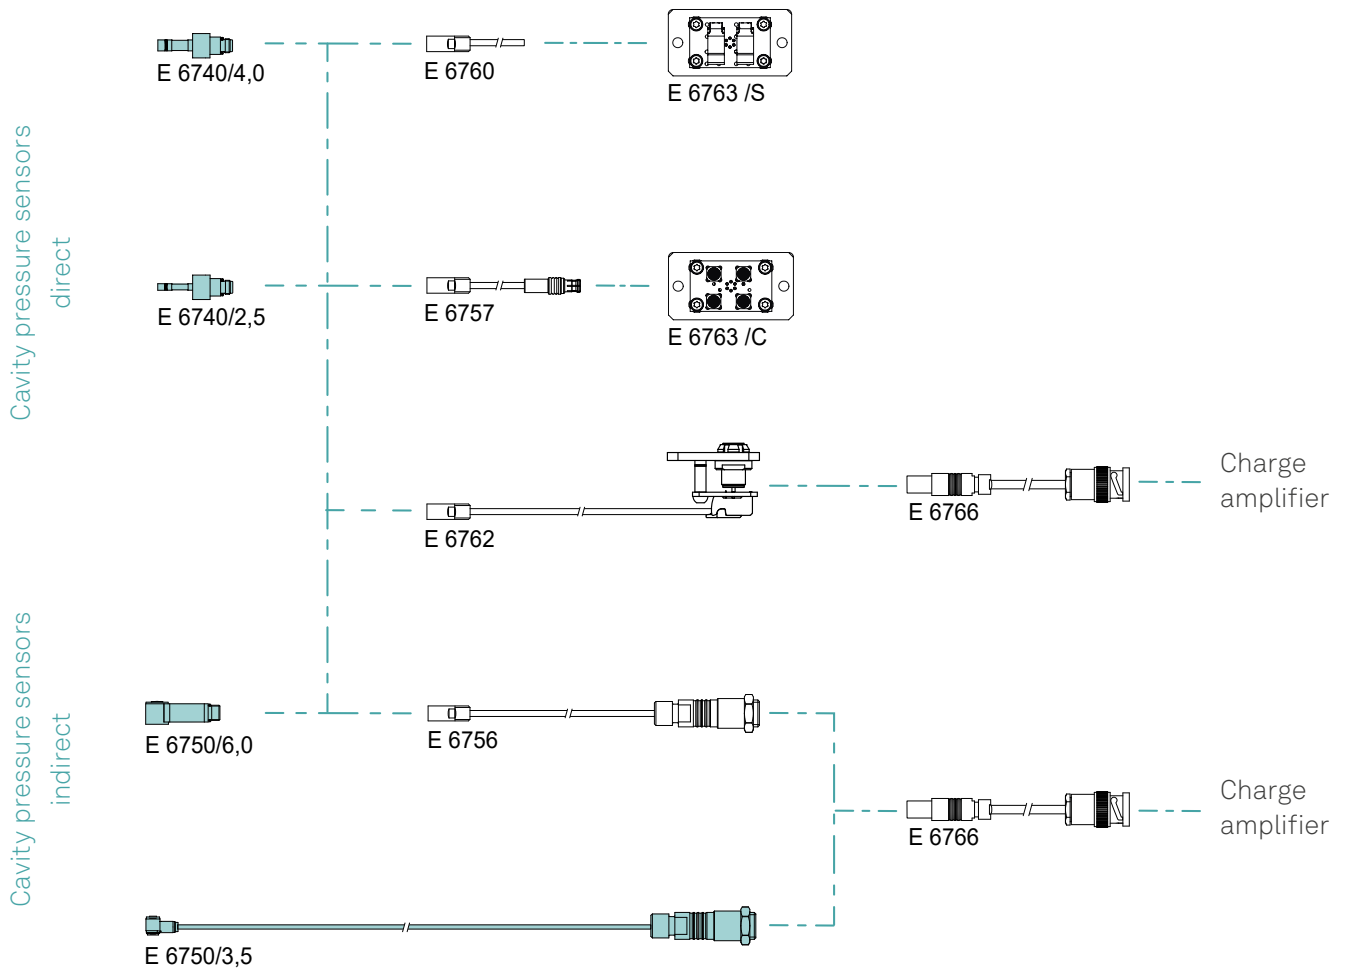 Cavity pressure sensors
direct
E 6740/4,0
E 6760
E 6763 /S
E 6740/2,5
E 6757
E 6763 /C
E 6762
E 6766
Charge
amplifier
Cavity pressure sensors
indirect
E 6750/6,0
E 6756
E 6766
Charge
amplifier
E 6750/3,5